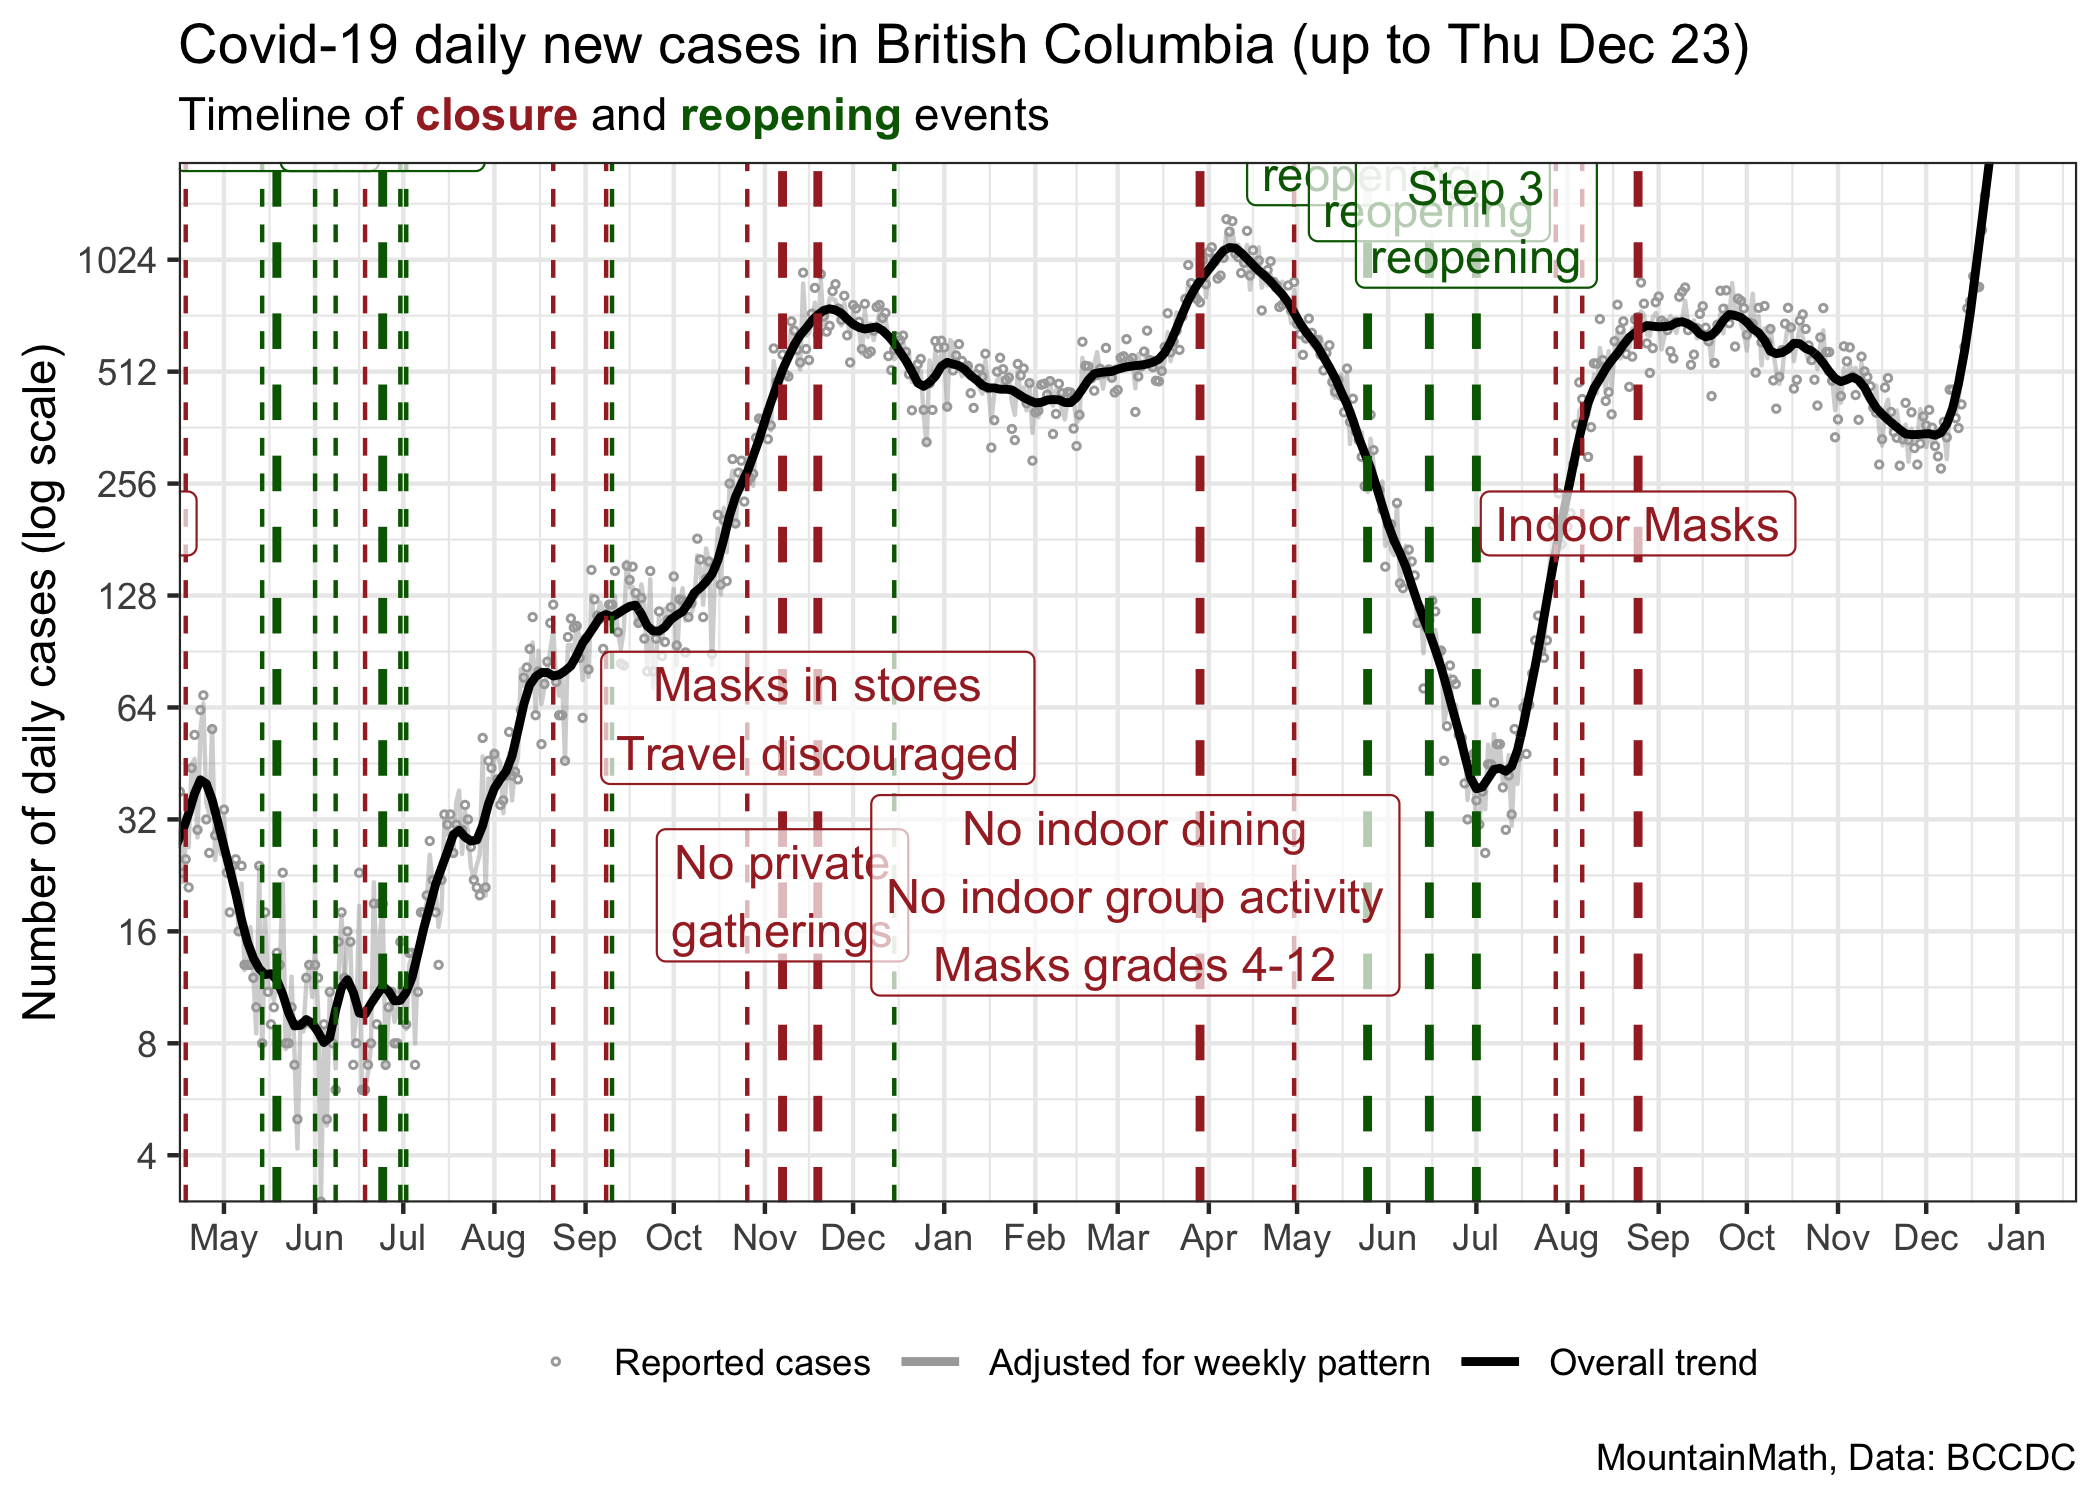 Covid-19 daily new cases in British Columbia (up to Thu Dec 23)
Timeline of closure and reopening events
Number of daily cases (log scale)
1024
512
256
128
64
32
16
8
4
reopening
reopening
Step 3
reopening
Indoor Masks
Masks in stores
Travel discouraged
No private
gatherings
No indoor dining
No indoor group activity
Masks grades 4-12
May Jun Jul Aug Sep Oct Nov Dec Jan Feb Mar Apr May Jun Jul Aug Sep Oct Nov Dec Jan
Reported cases Adjusted for weekly pattern Overall trend
MountainMath, Data: BCCDC